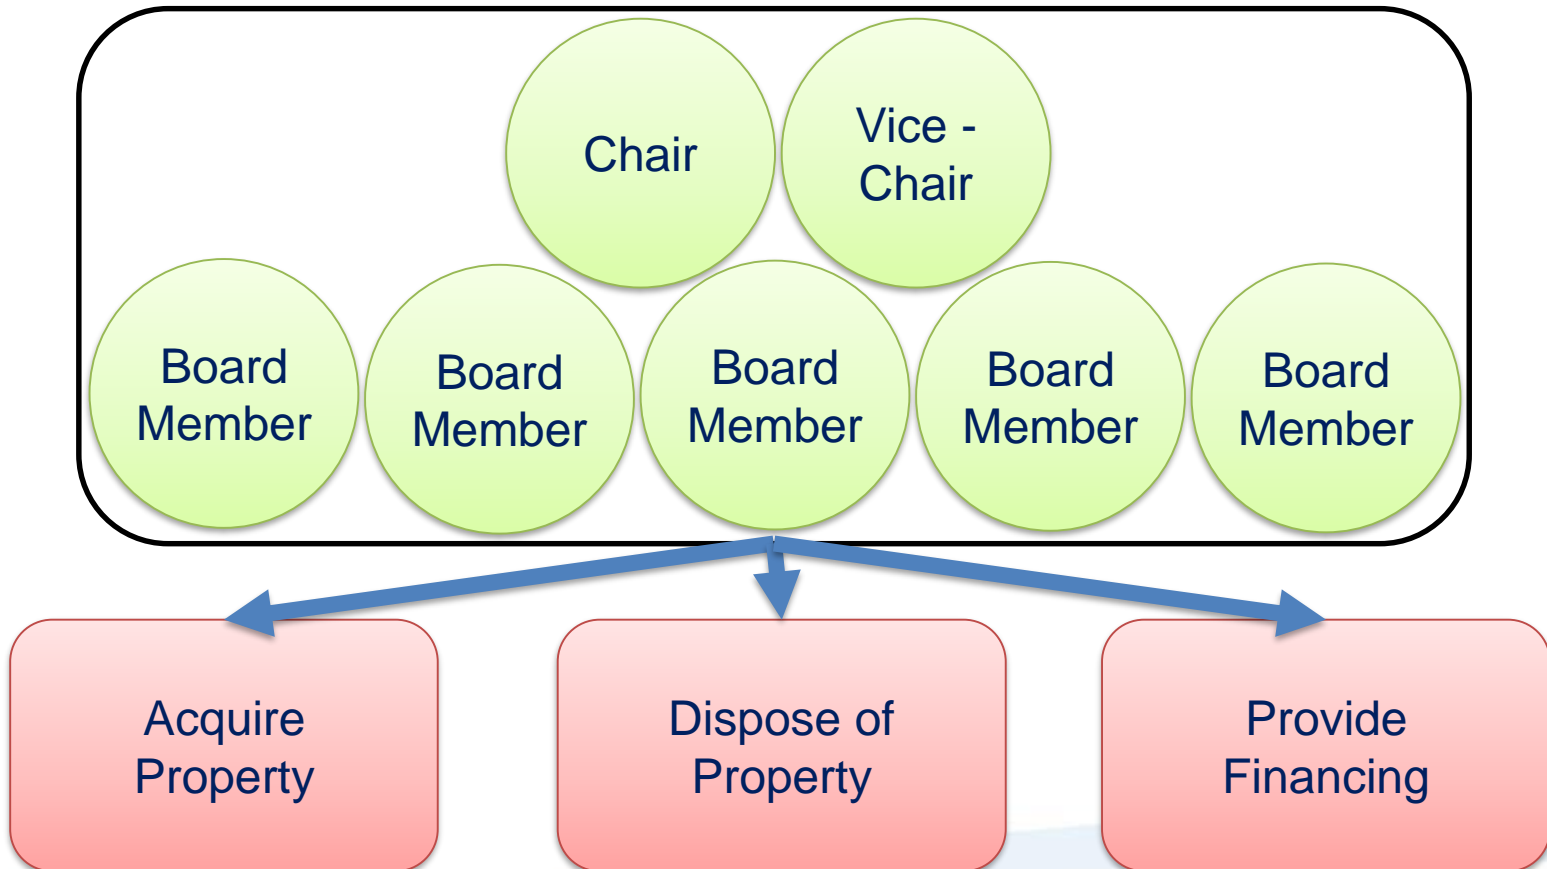 Chair
Vice -
Chair
Board
Member
Board
Member
Board
Member
Board
Member
Board
Member
Acquire
Property
Dispose of
Property
Provide
Financing